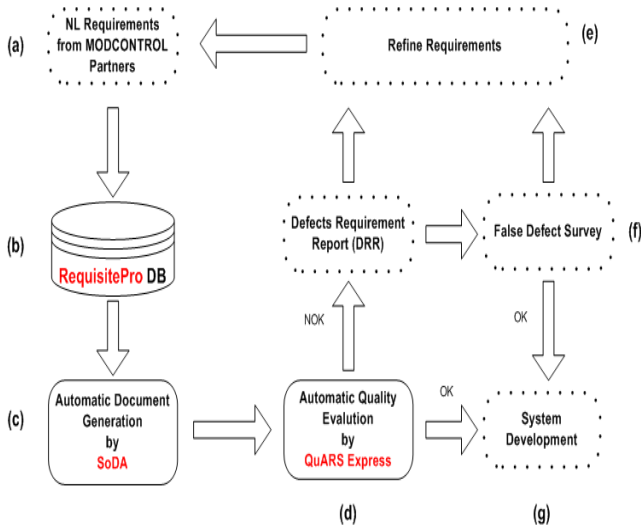 (a)
NL Requirements
from MODCONTROL
Partners
Refine Requirements
(e)
(b)
RequisitePro DB
Defects Requirement
Report (DRR)
False Defect Survey
(f)
NOK
OK
(c)
Automatic Document
Generation
by
SoDA
Automatic Quality
Evalution
by
QuARS Express
OK
System
Development
(d)
(g)